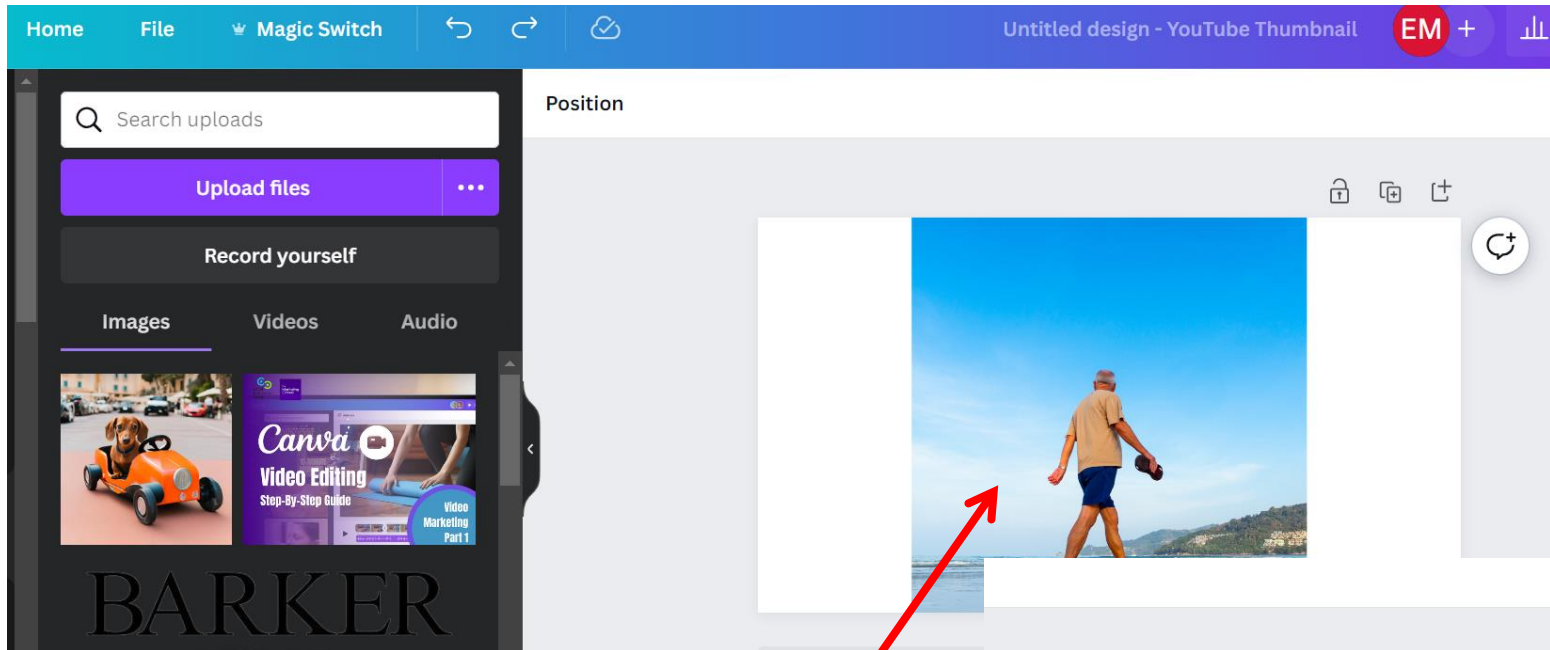 Home File Magic Switch Untitled design - YouTube Thumbnail EM +
Search uploads
Position
Upload files
Record yourself
Images Videos Audio
Canva
Video Editing
Step-By-Step Guide
Video
Marketing
Part 1
BARKER